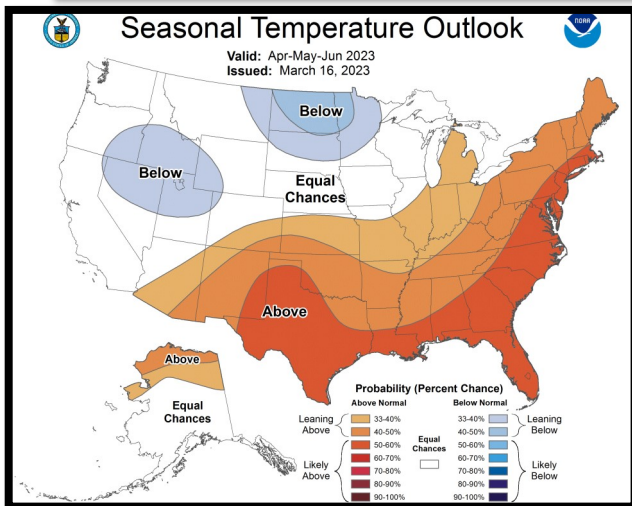 Seasonal Temperature Outlook
NOAA
Valid: Apr-May-Jun 2023
Issued: March 16, 2023
Below
Below
Equal
Chances
Above
Above
Equal
Chances
Probability (Percent Chance)
Above Normal
Below Normal
Leaning
Above
33-40%
40-50%
Likely
Above
50-60%
60-70%
70-80%
80-90%
90-100%
Equal
Chances
33-40%
40-50%
Leaning
Below
50-60%
60-70%
70-80%
80-90%
90-100%
Likely
Below